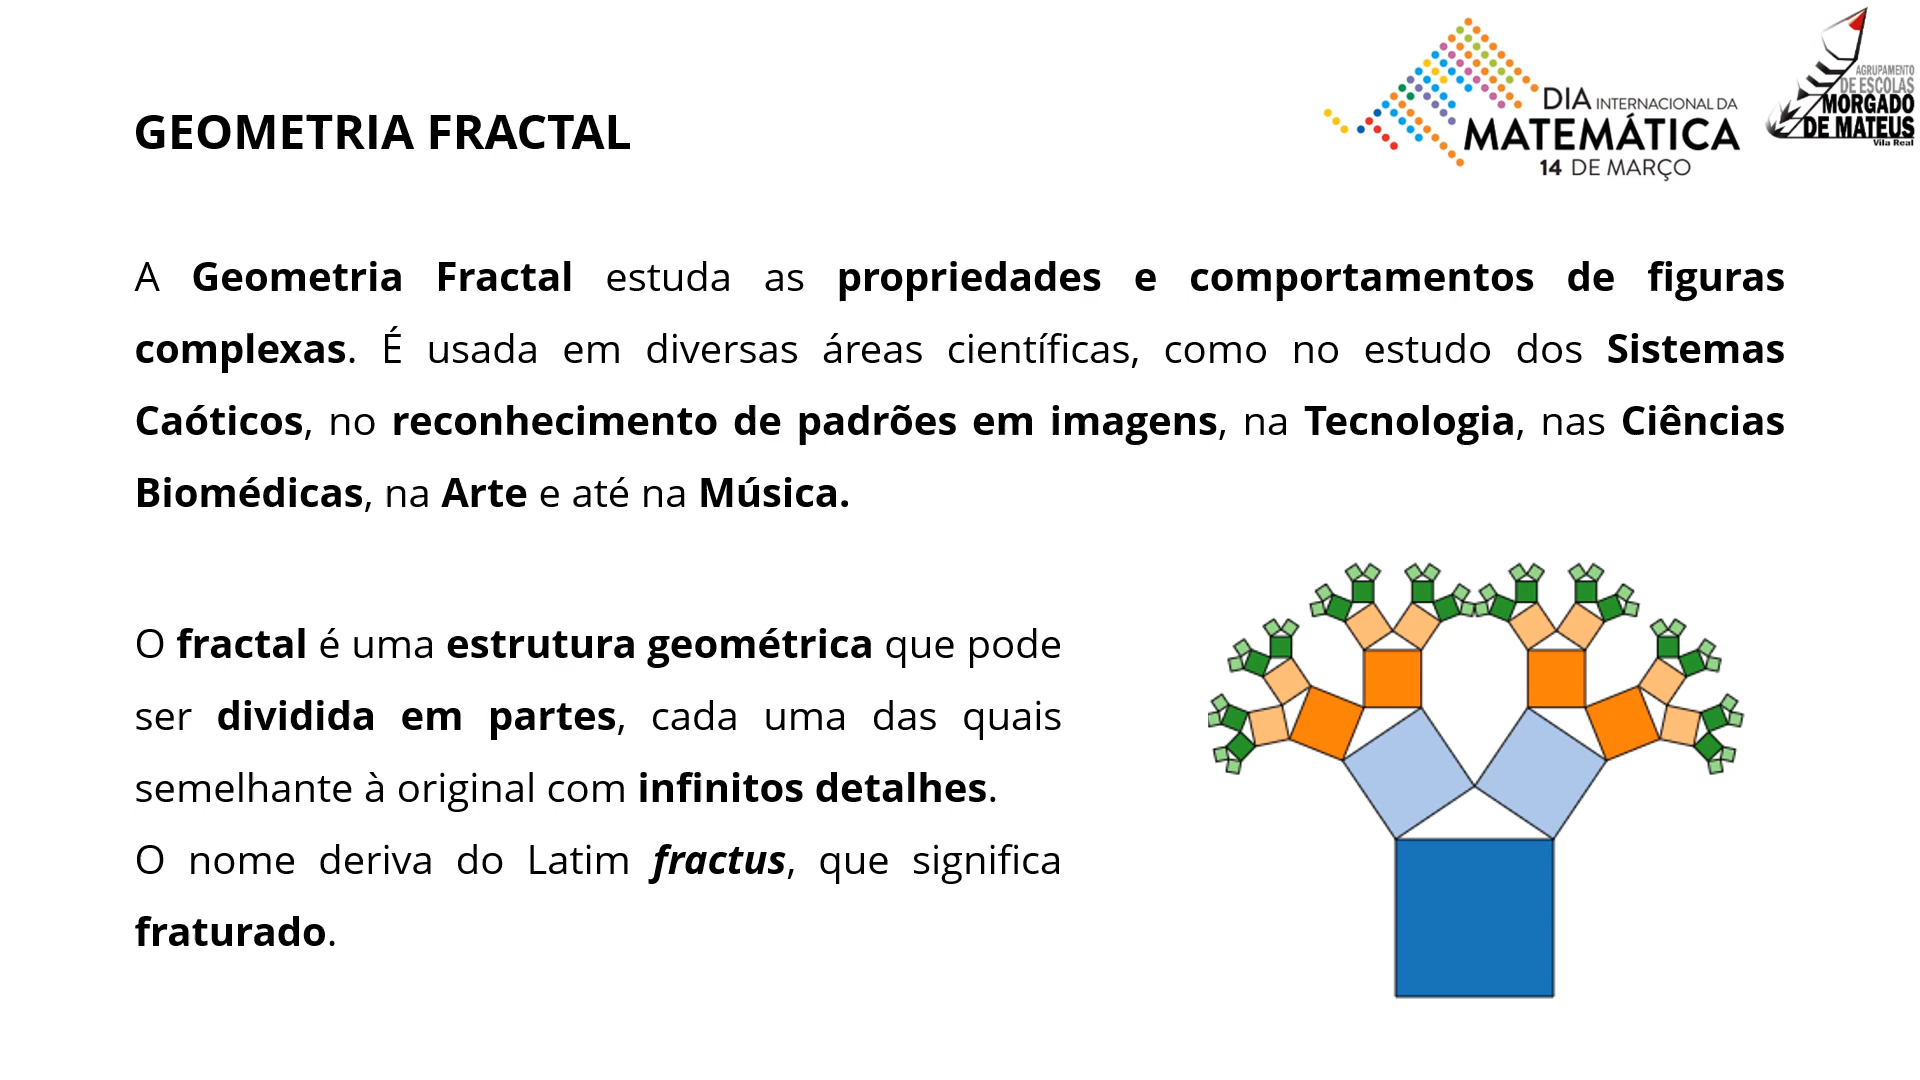 GEOMETRIA FRACTAL
DIA INTERNACIONAL DA
MATEMÁTICA
14 DE MARÇO
AGRUPAMENTO
DE ESCOLAS
MORGADO
DE MATEUS
Vila Real
A Geometria Fractal estuda as propriedades e comportamentos de figuras
complexas. É usada em diversas áreas científicas, como no estudo dos Sistemas
Caóticos, no reconhecimento de padrões em imagens, na Tecnologia, nas Ciências
Biomédicas, na Arte e até na Música.
O fractal é uma estrutura geométrica que pode
ser dividida em partes, cada uma das quais
semelhante à original com infinitos detalhes.
O nome deriva do Latim fractus, que significa
fraturado.